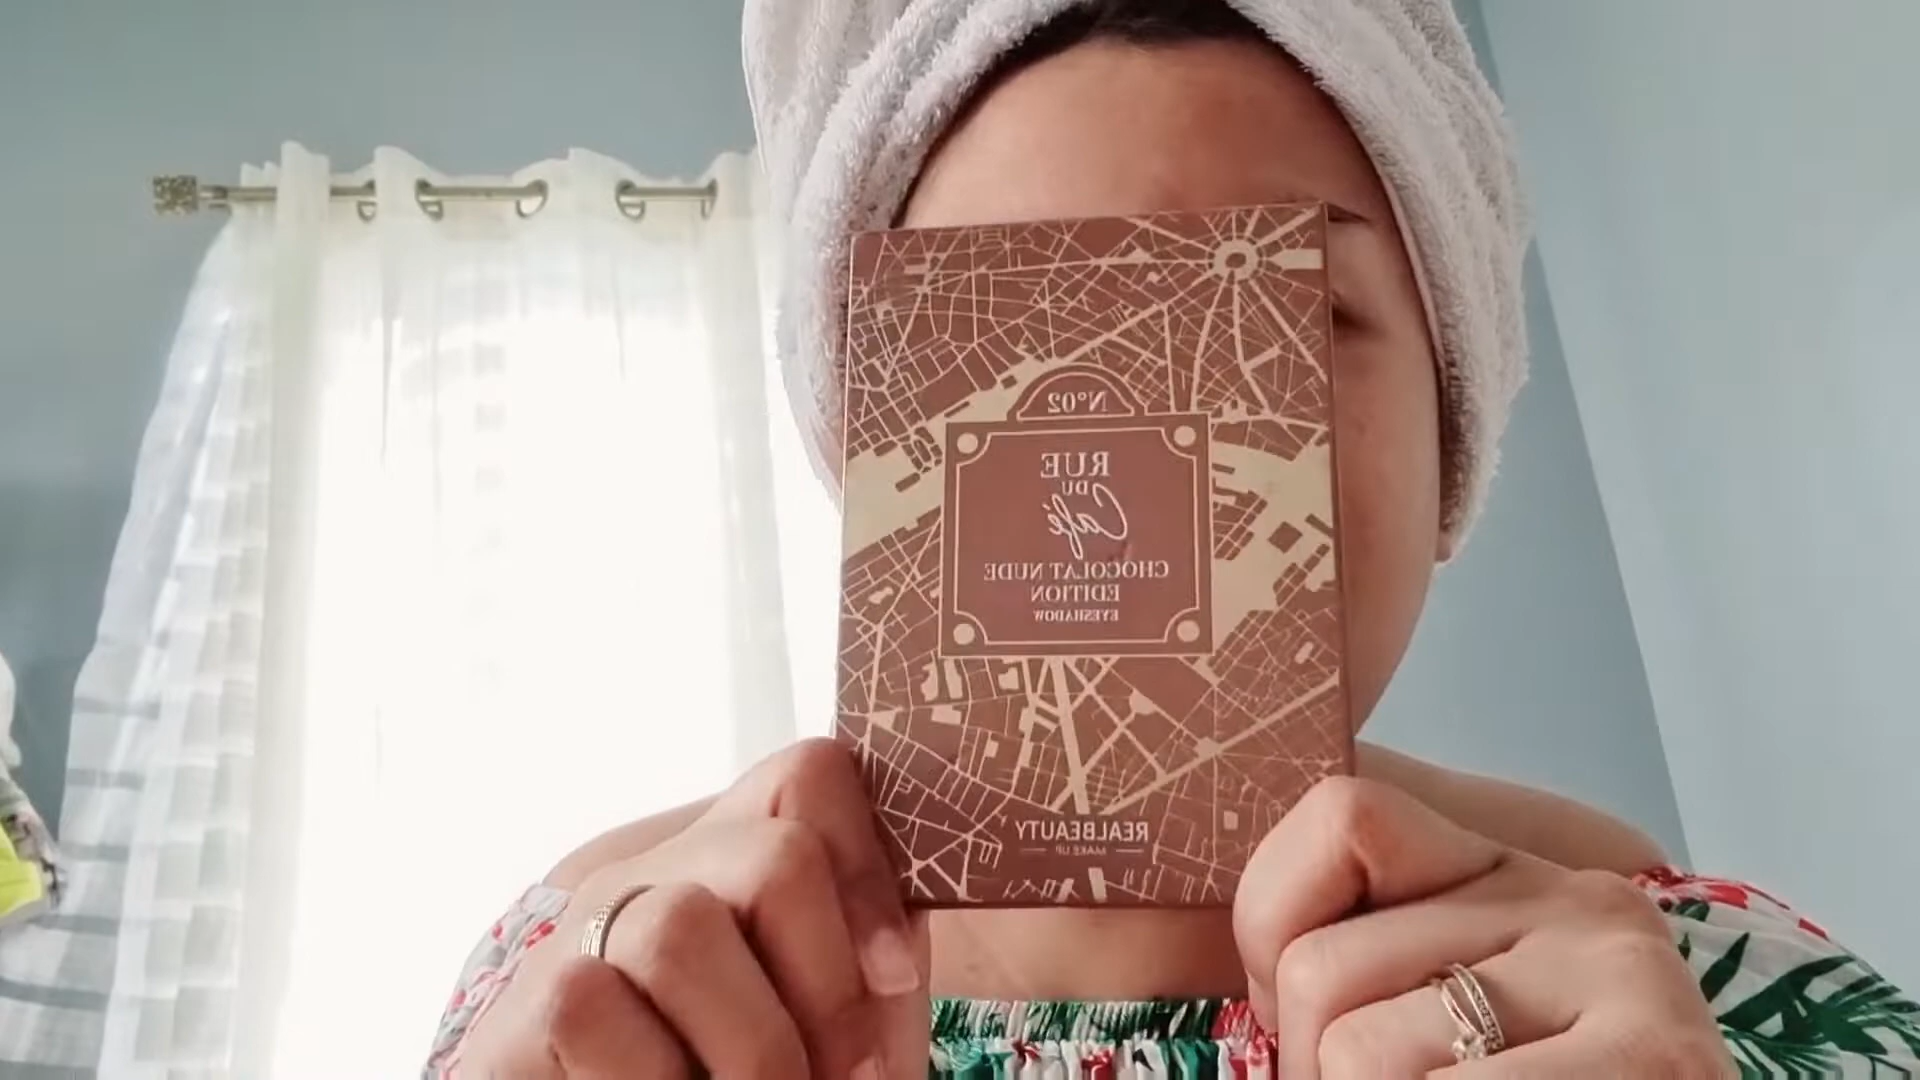 N°02
RUE
DU
Café
CHOCOLAT NUDE
EDITION
EYESHADOW
REALBEAUTY
MAKE UP